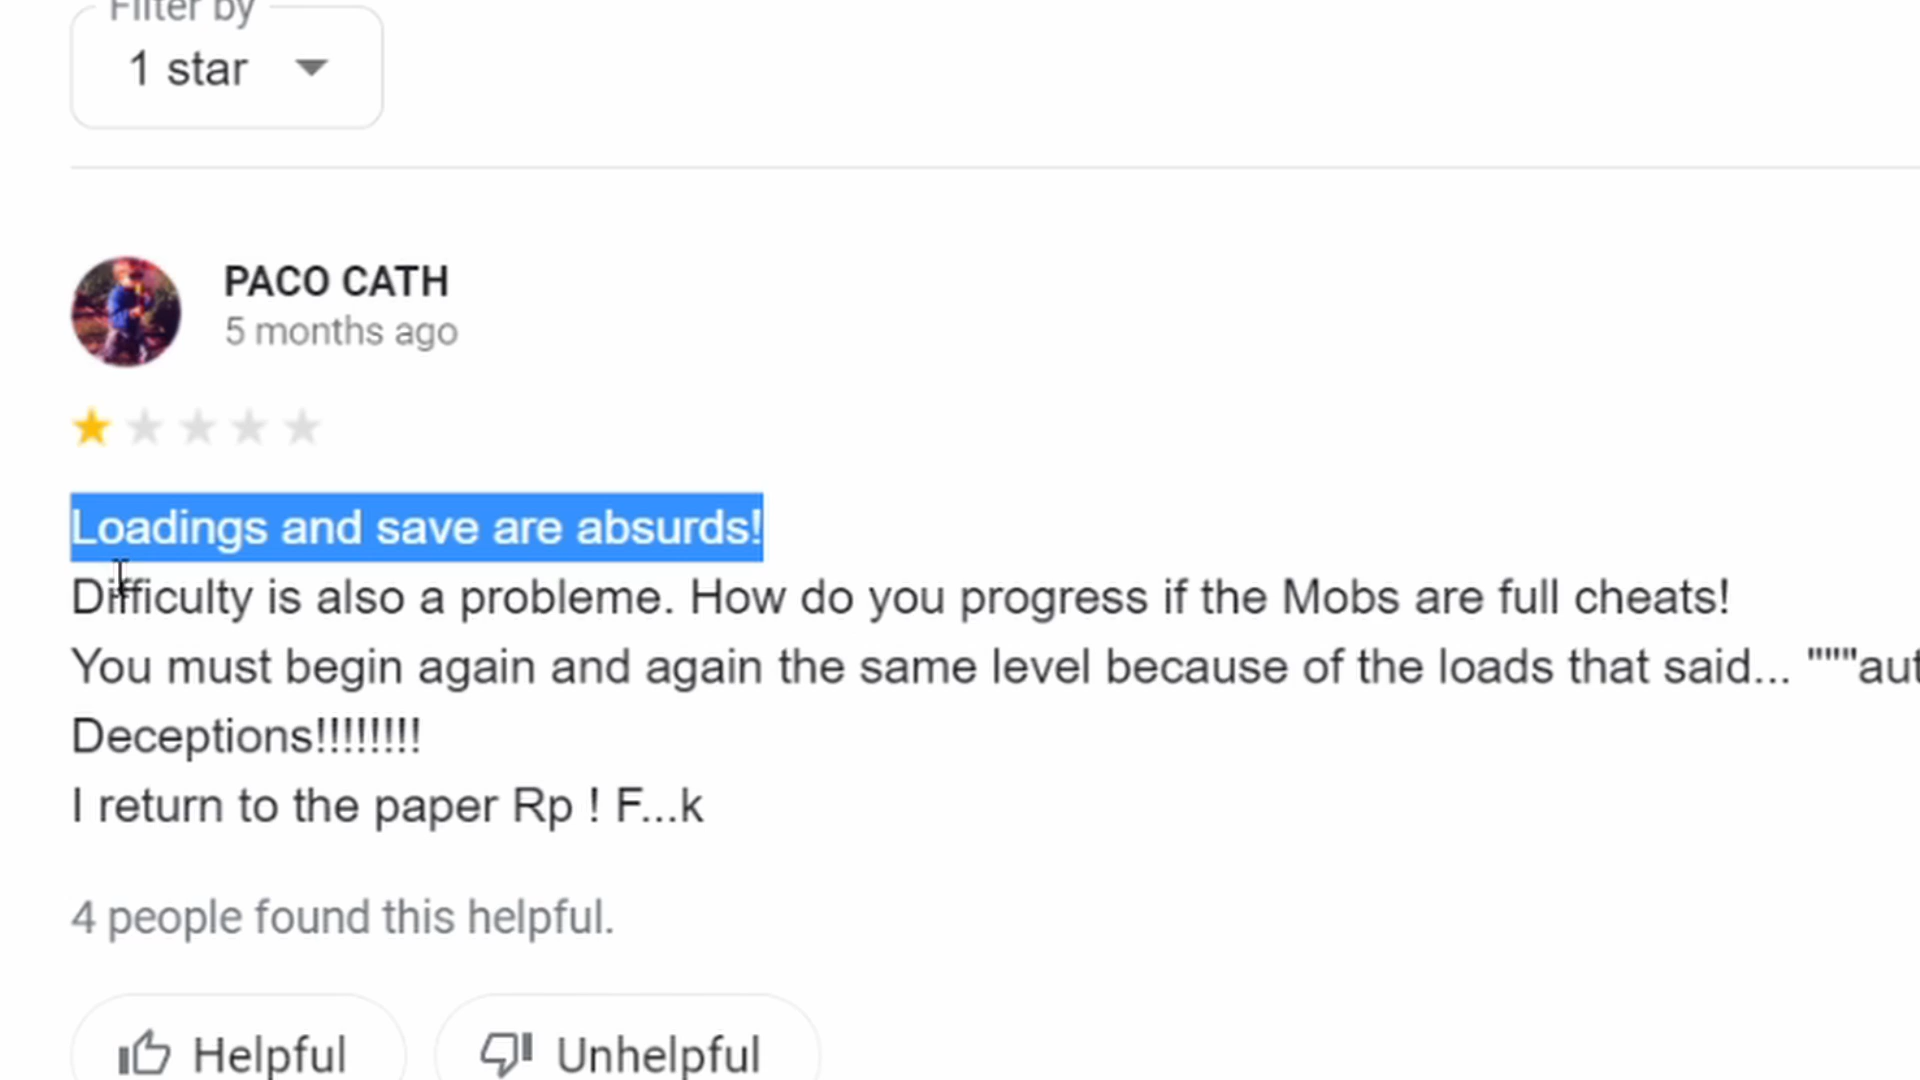 Filter by
1 star
PACO CATH
5 months ago
Loadings and save are absurds!
Difficulty is also a probleme. How do you progress if the Mobs are full cheats!
You must begin again and again the same level because of the loads that said... """aut
Deceptions!!!!!!!!
I return to the paper Rp ! F...k
4 people found this helpful.
Helpful
Unhelpful